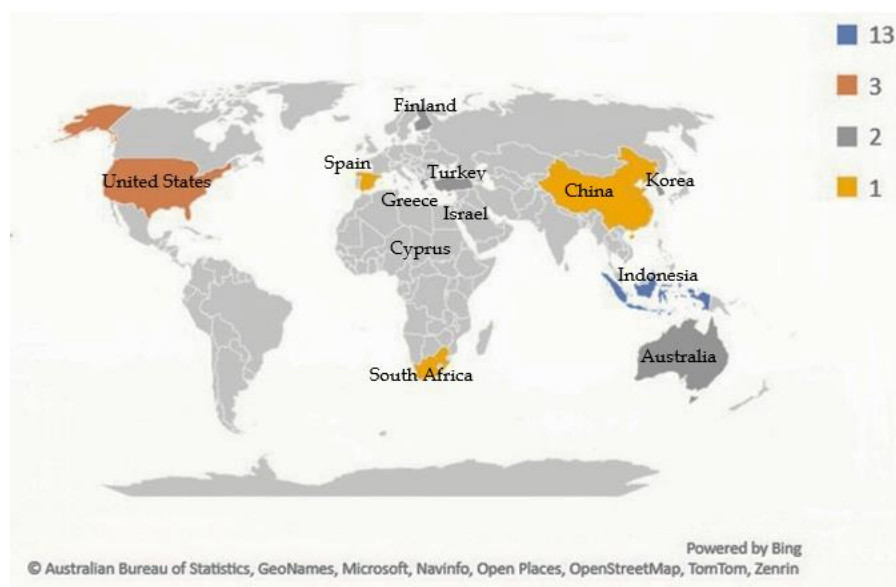 13
3
2
1
Finland
Spain
Turkey
United States
China
Korea
Greece
Israel
Cyprus
Indonesia
Australia
South Africa
Powered by Bing
© Australian Bureau of Statistics, GeoNames, Microsoft, Navinfo, Open Places, OpenStreetMap, TomTom, Zenrin